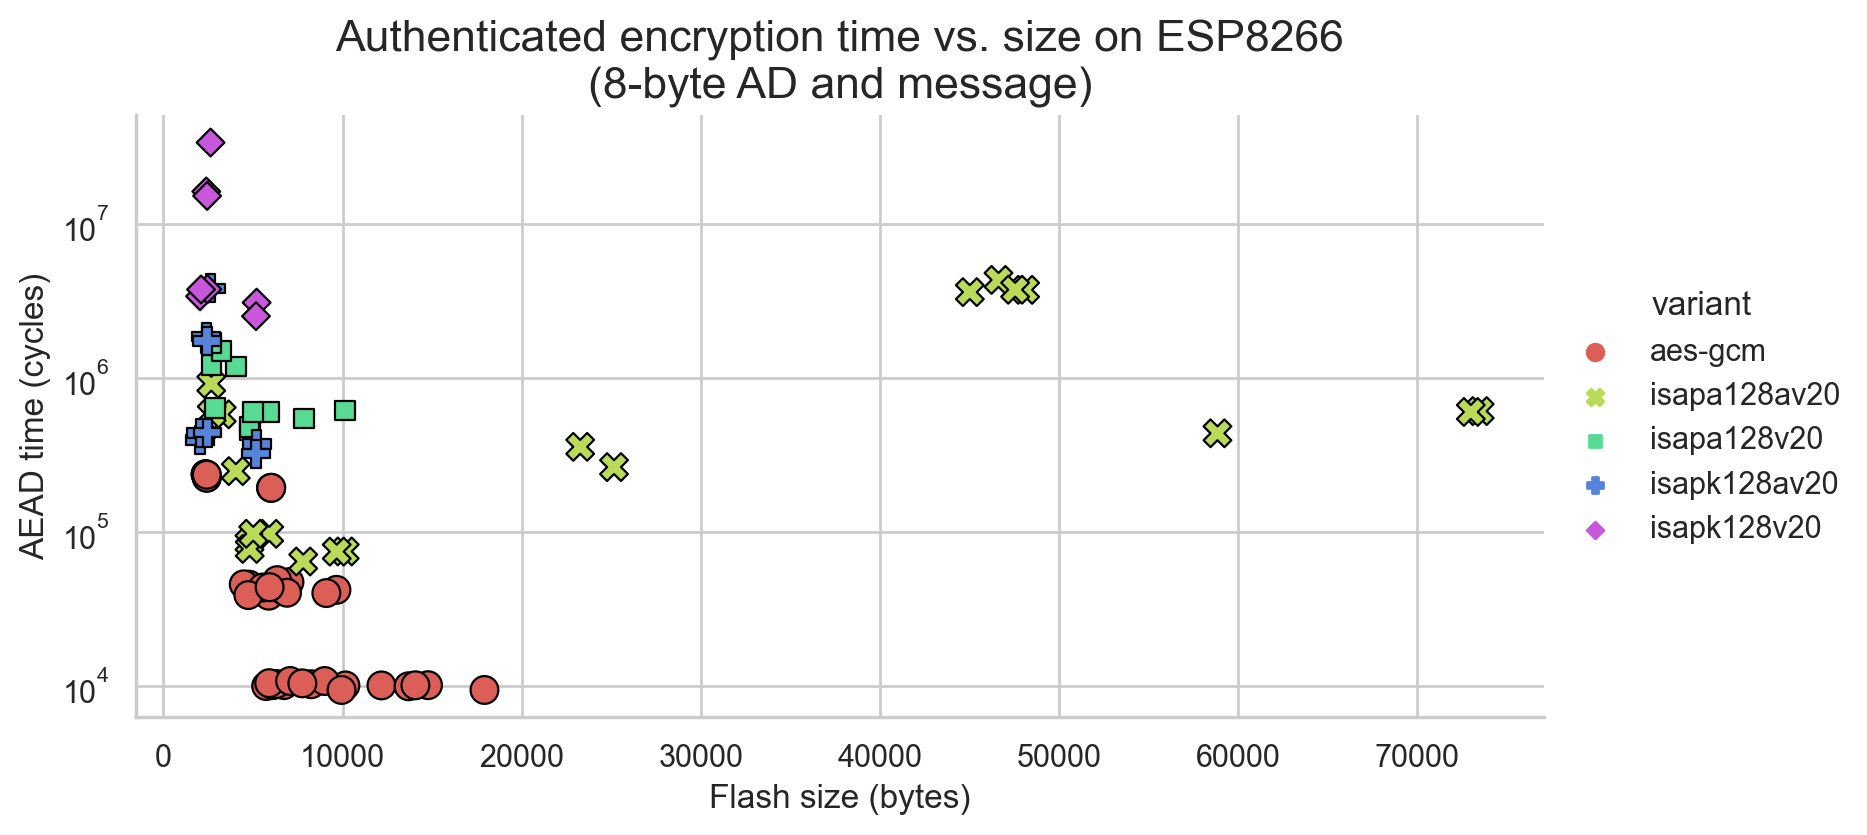 Authenticated encryption time vs. size on ESP8266
(8-byte AD and message)
AEAD time (cycles)
10^7
10^6
10^5
10^4
0 10000 20000 30000 40000 50000 60000 70000
Flash size (bytes)
variant
aes-gcm
isapa128av20
isapa128v20
isapk128av20
isapk128v20